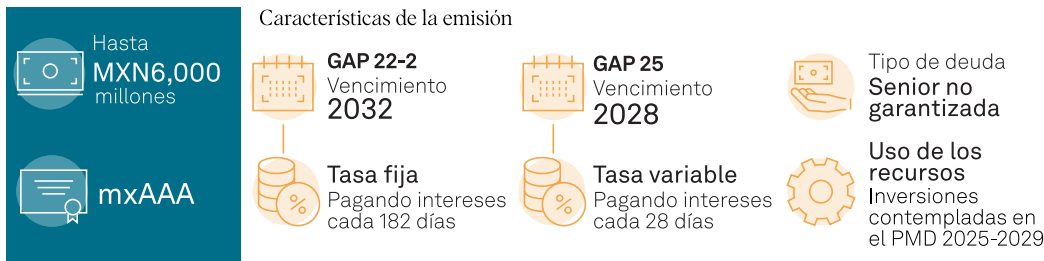 Hasta
MXN6,000
millones
mxAAA
Características de la emisión
GAP 22-2
Vencimiento
2032
Tasa fija
Pagando intereses
cada 182 días
GAP 25
Vencimiento
2028
Tasa variable
Pagando intereses
cada 28 días
Tipo de deuda
Senior no
garantizada
Uso de los
recursos
Inversiones
contempladas en
el PMD 2025-2029